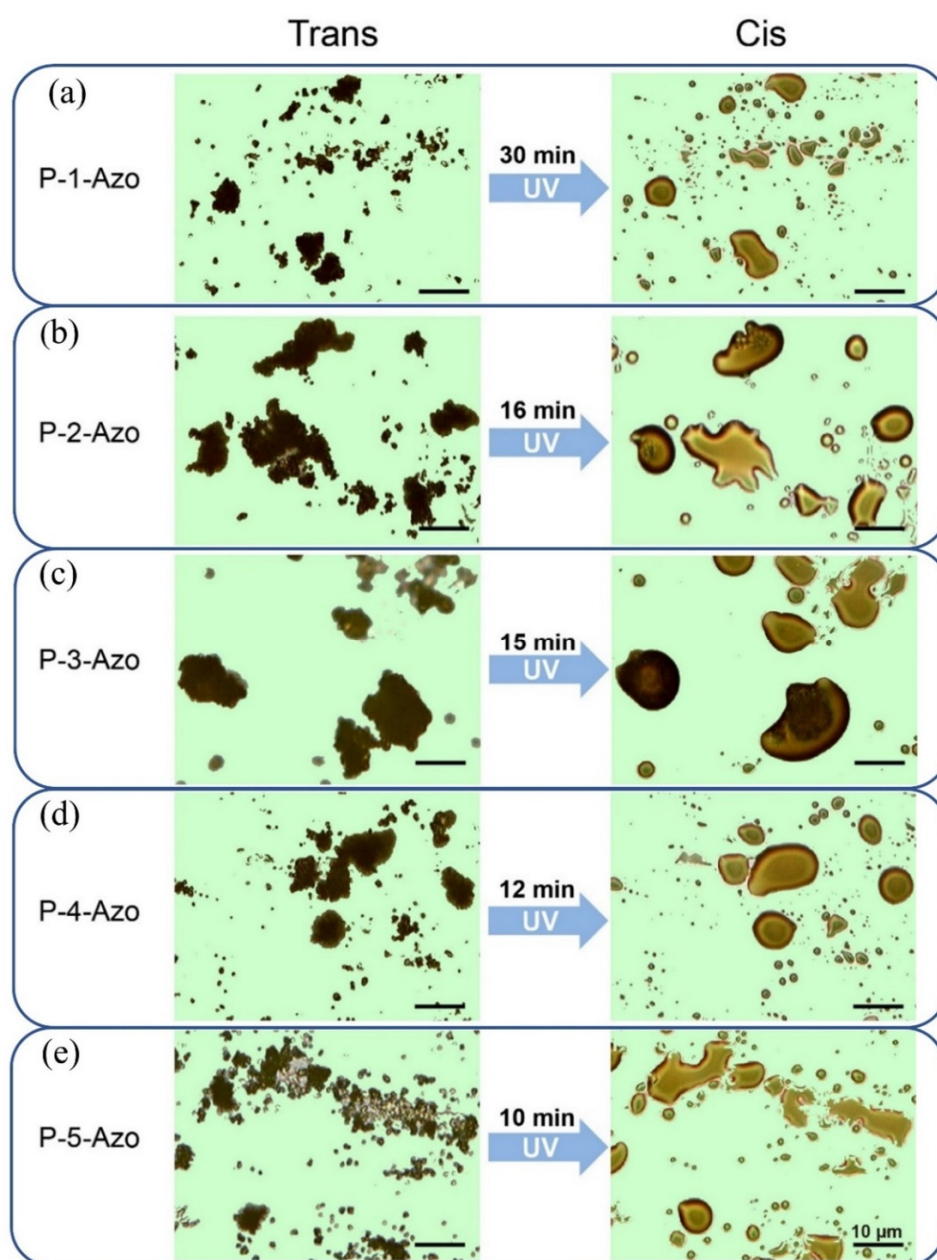 Trans Cis
(a)
P-1-Azo
30 min
UV
(b)
P-2-Azo
16 min
UV
(c)
P-3-Azo
15 min
UV
(d)
P-4-Azo
12 min
UV
(e)
P-5-Azo
10 min
UV
10 µm